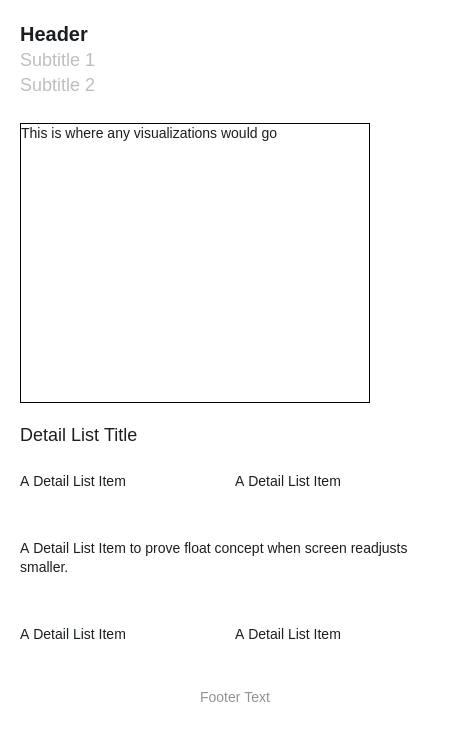 Header
Subtitle 1
Subtitle 2
This is where any visualizations would go
Detail List Title
A Detail List Item
A Detail List Item
A Detail List Item to prove float concept when screen readjusts
smaller.
A Detail List Item
A Detail List Item
Footer Text